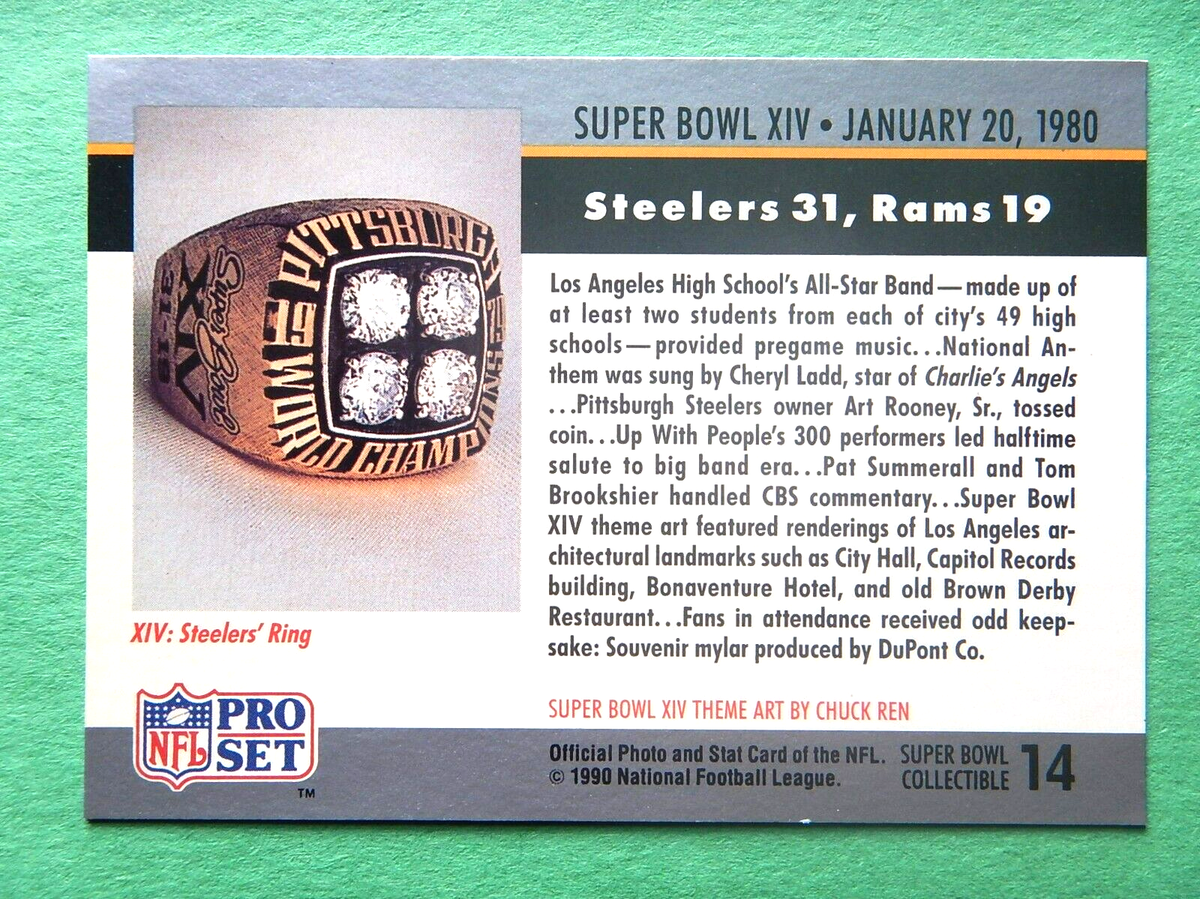 SUPER BOWL XIV • JANUARY 20, 1980
Steelers 31, Rams 19
PITTSBURGH
19
WORLD CHAMPIONS
Super Bowl
XIV
31-19
XIV: Steelers' Ring
Los Angeles High School's All-Star Band — made up of
at least two students from each of city's 49 high
schools — provided pregame music...National An-
them was sung by Cheryl Ladd, star of Charlie's Angels
...Pittsburgh Steelers owner Art Rooney, Sr., tossed
coin...Up With People's 300 performers led halftime
salute to big band era...Pat Summerall and Tom
Brookshier handled CBS commentary...Super Bowl
XIV theme art featured renderings of Los Angeles ar-
chitectural landmarks such as City Hall, Capitol Records
building, Bonaventure Hotel, and old Brown Derby
Restaurant...Fans in attendance received odd keep-
sake: Souvenir mylar produced by DuPont Co.
SUPER BOWL XIV THEME ART BY CHUCK REN
NFL
PRO
SET
TM
Official Photo and Stat Card of the NFL.
© 1990 National Football League.
SUPER BOWL
COLLECTIBLE
14